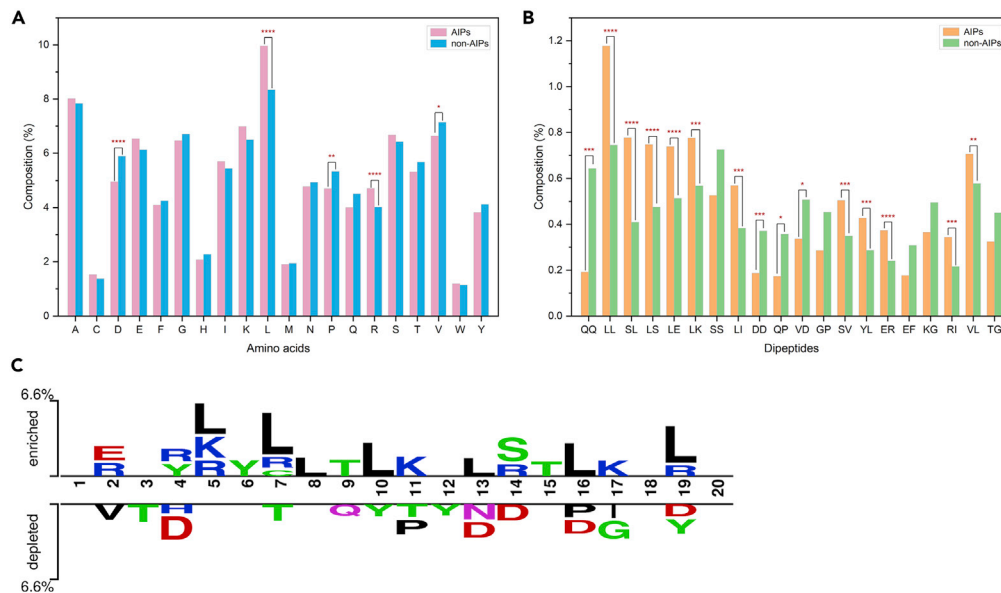 A
AIPs
non-AIPs
10
8
6
4
2
0
Composition (%)
****
****
**
****
*
A C D E F G H I K L M N P Q R S T V W Y
Amino acids
B
AIPs
non-AIPs
1.2
1.0
0.8
0.6
0.4
0.2
0.0
Composition (%)
***
****
****
****
****
***
***
***
*
*
***
***
****
***
**
QQ LL SL LS LE LK SS LI DD QP VD GP SV YL ER EF KG RI VL TG
Dipeptides
C
6.6%
enriched
E R
R Y
L K R
Y
L R G
L
T
L
K
L
S R
T
L
K
L R
1 2 3 4 5 6 7 8 9 10 11 12 13 14 15 16 17 18 19 20
V
T
H D
T
Q
Y
T P
Y
N D
D
P D
I G
D Y
depleted
6.6%